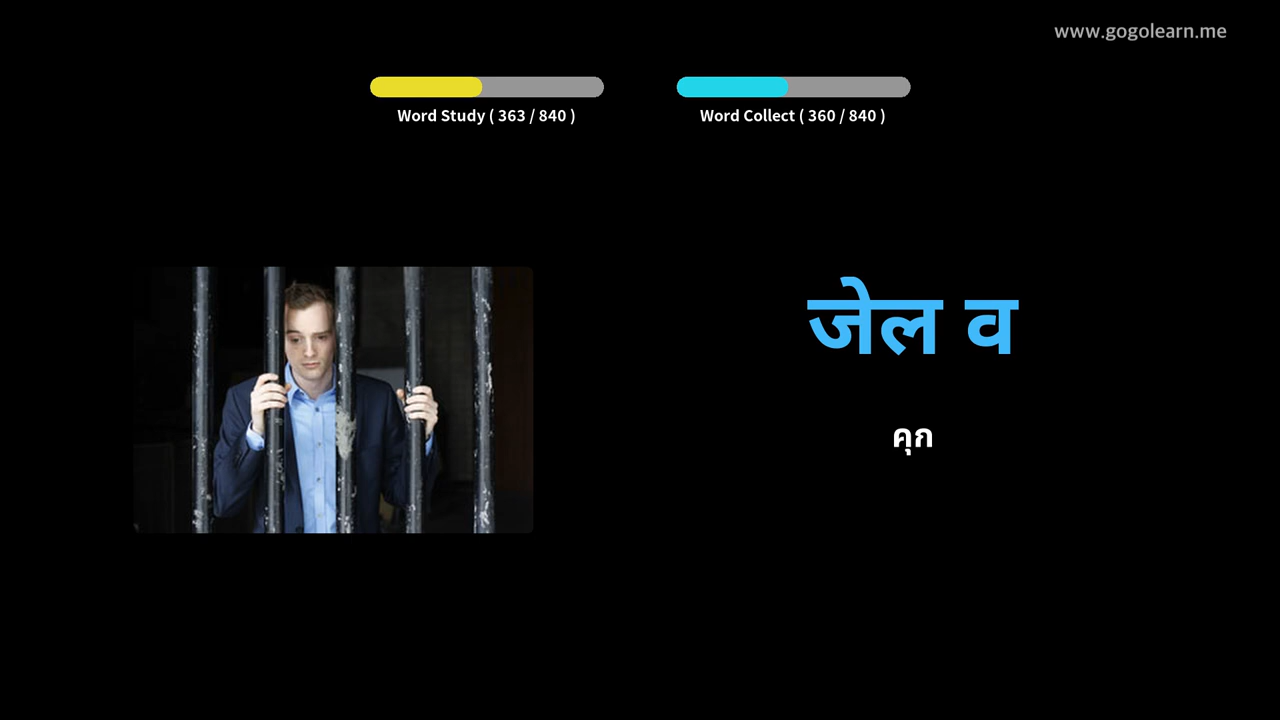 www.gogolearn.me
Word Study ( 363 / 840 )
Word Collect ( 360 / 840 )
जेल व
คุก